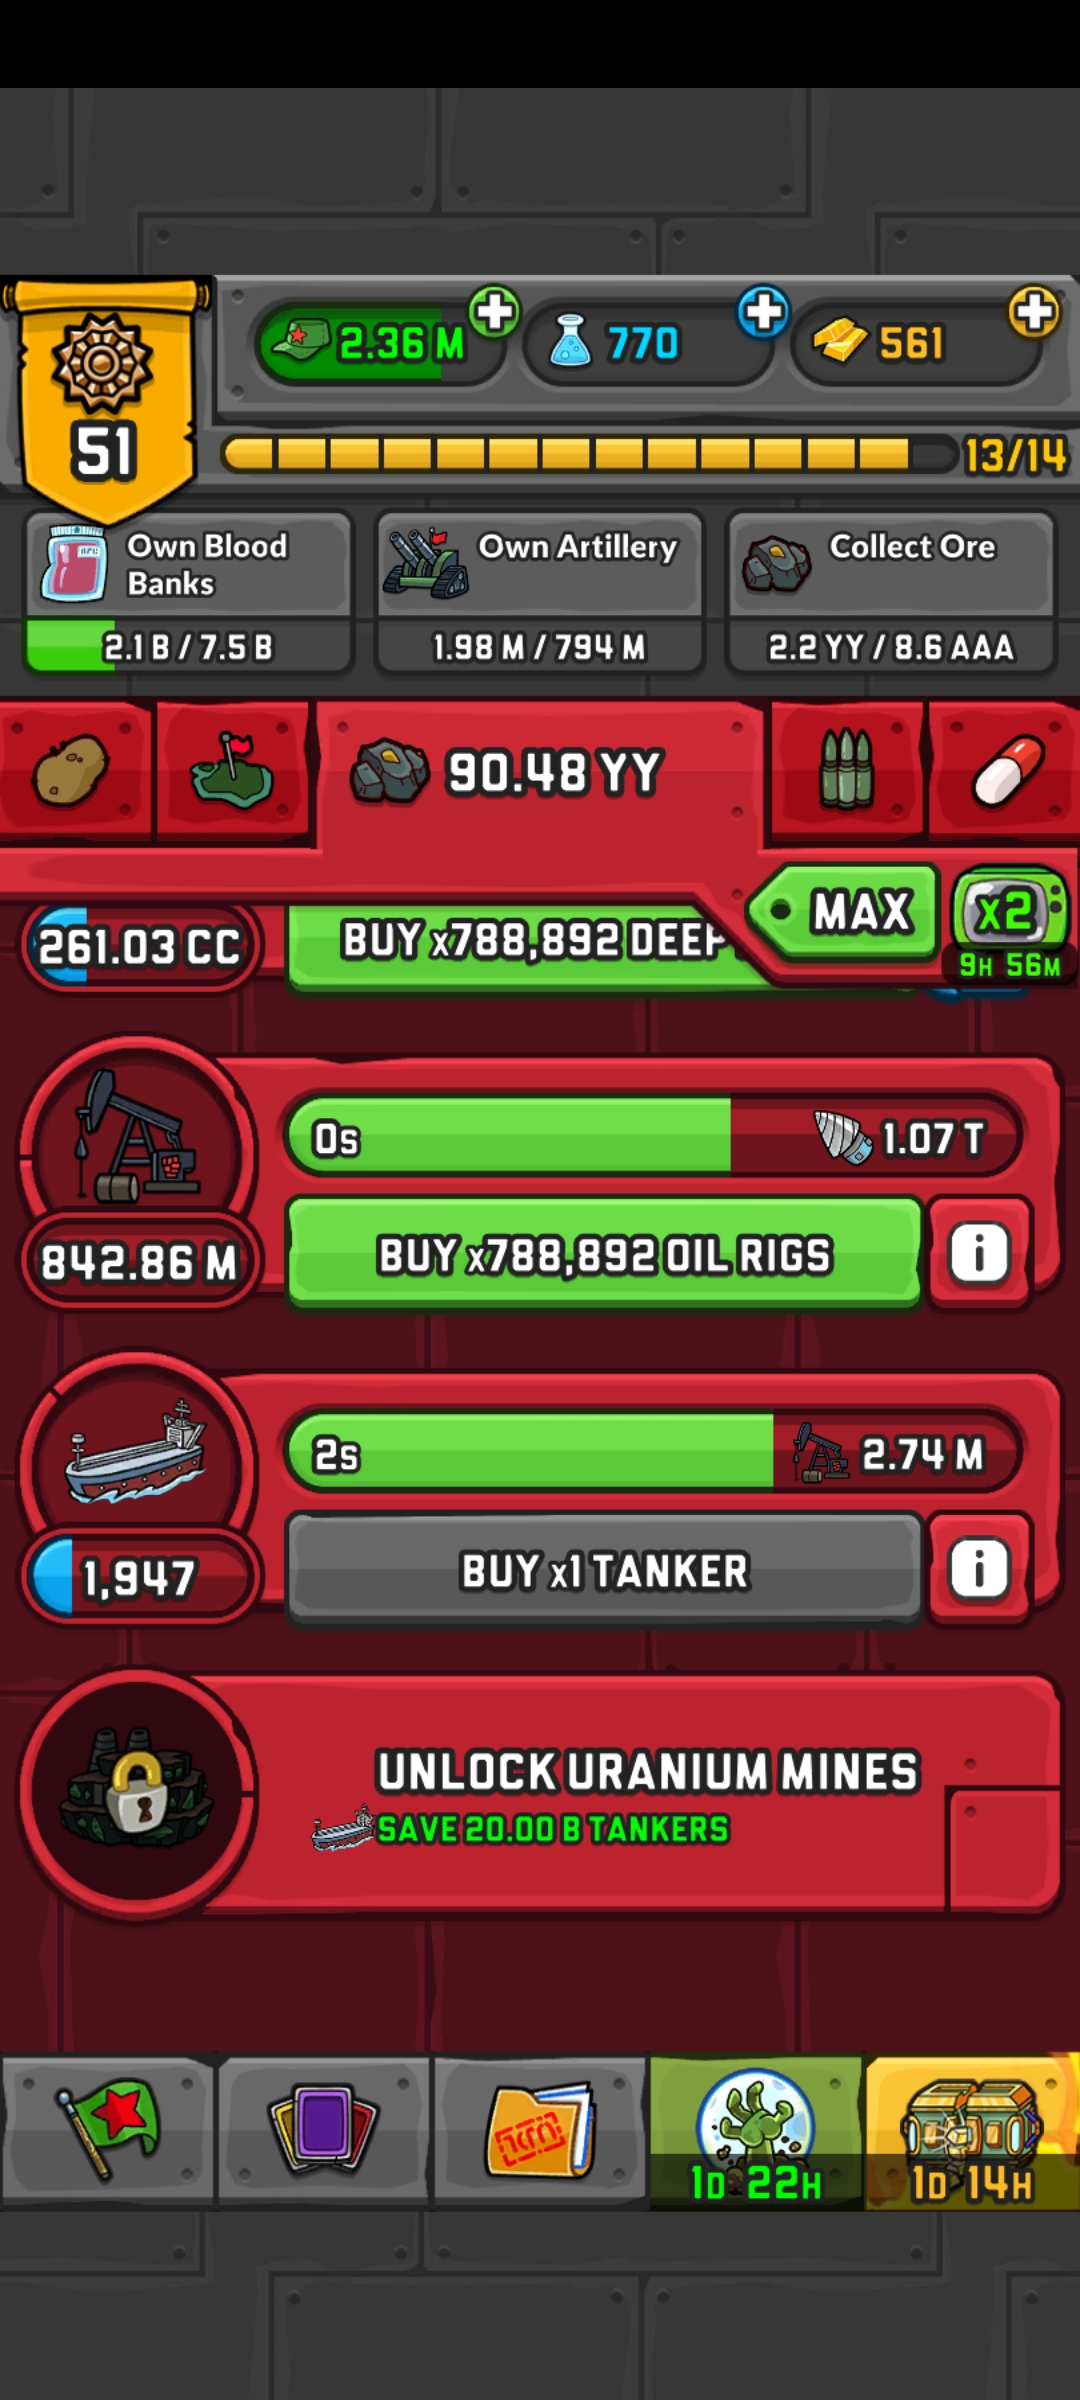 2.36 M
770
561
51
13/14
Own Blood
Banks
2.1 B / 7.5 B
Own Artillery
1.98 M / 794 M
Collect Ore
2.2 YY / 8.6 AAA
90.48 YY
MAX
x2
9H 56M
261.03 CC
BUY x788,892 DEEP
0s
1.07 T
842.86 M
BUY x788,892 OIL RIGS
i
2s
2.74 M
1,947
BUY x1 TANKER
i
UNLOCK URANIUM MINES
SAVE 20.00 B TANKERS
1D 22H
1D 14H